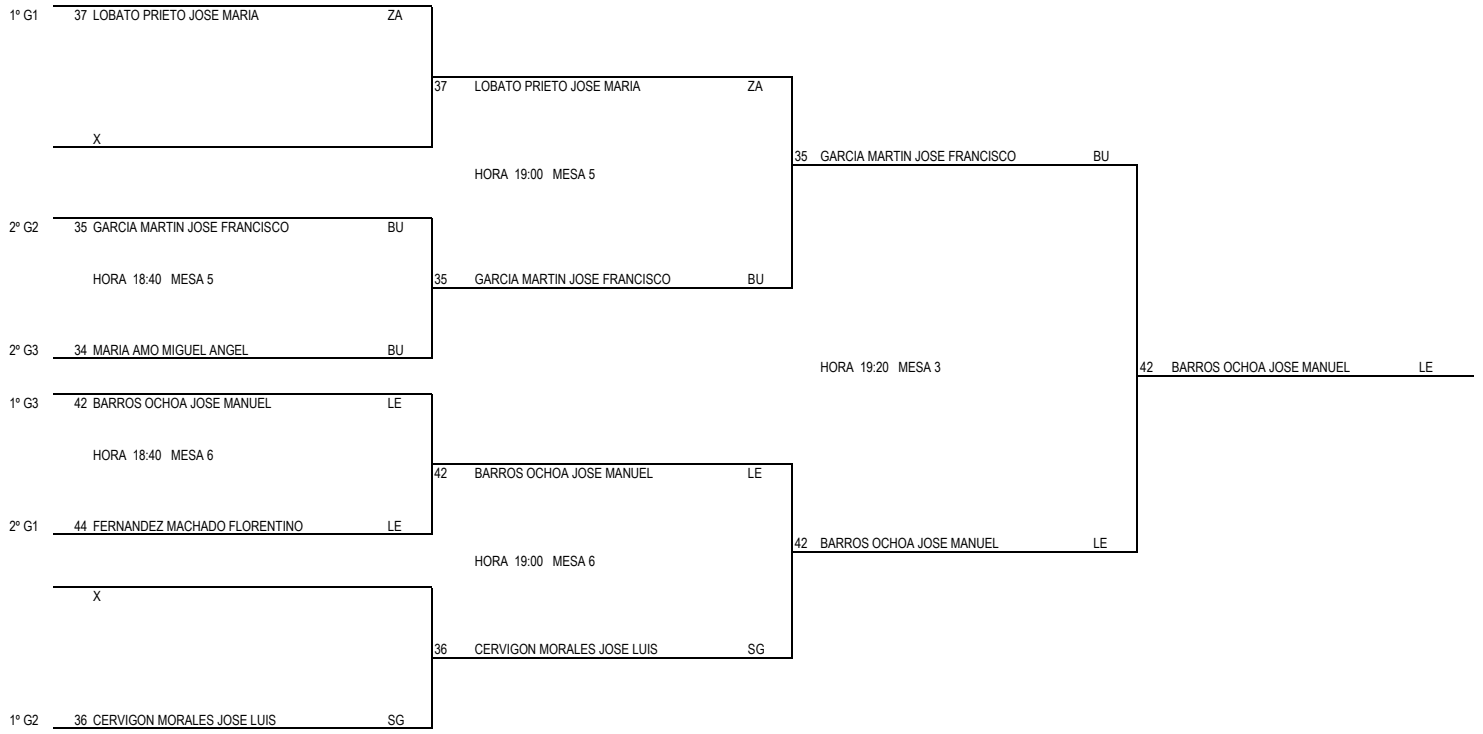 1º G1 37 LOBATO PRIETO JOSE MARIA ZA
37 LOBATO PRIETO JOSE MARIA ZA
X
35 GARCIA MARTIN JOSE FRANCISCO BU
HORA 19:00 MESA 5
2º G2 35 GARCIA MARTIN JOSE FRANCISCO BU
HORA 18:40 MESA 5
35 GARCIA MARTIN JOSE FRANCISCO BU
2º G3 34 MARIA AMO MIGUEL ANGEL BU
HORA 19:20 MESA 3
42 BARROS OCHOA JOSE MANUEL LE
1º G3 42 BARROS OCHOA JOSE MANUEL LE
HORA 18:40 MESA 6
42 BARROS OCHOA JOSE MANUEL LE
2º G1 44 FERNANDEZ MACHADO FLORENTINO LE
42 BARROS OCHOA JOSE MANUEL LE
HORA 19:00 MESA 6
X
36 CERVIGON MORALES JOSE LUIS SG
1º G2 36 CERVIGON MORALES JOSE LUIS SG